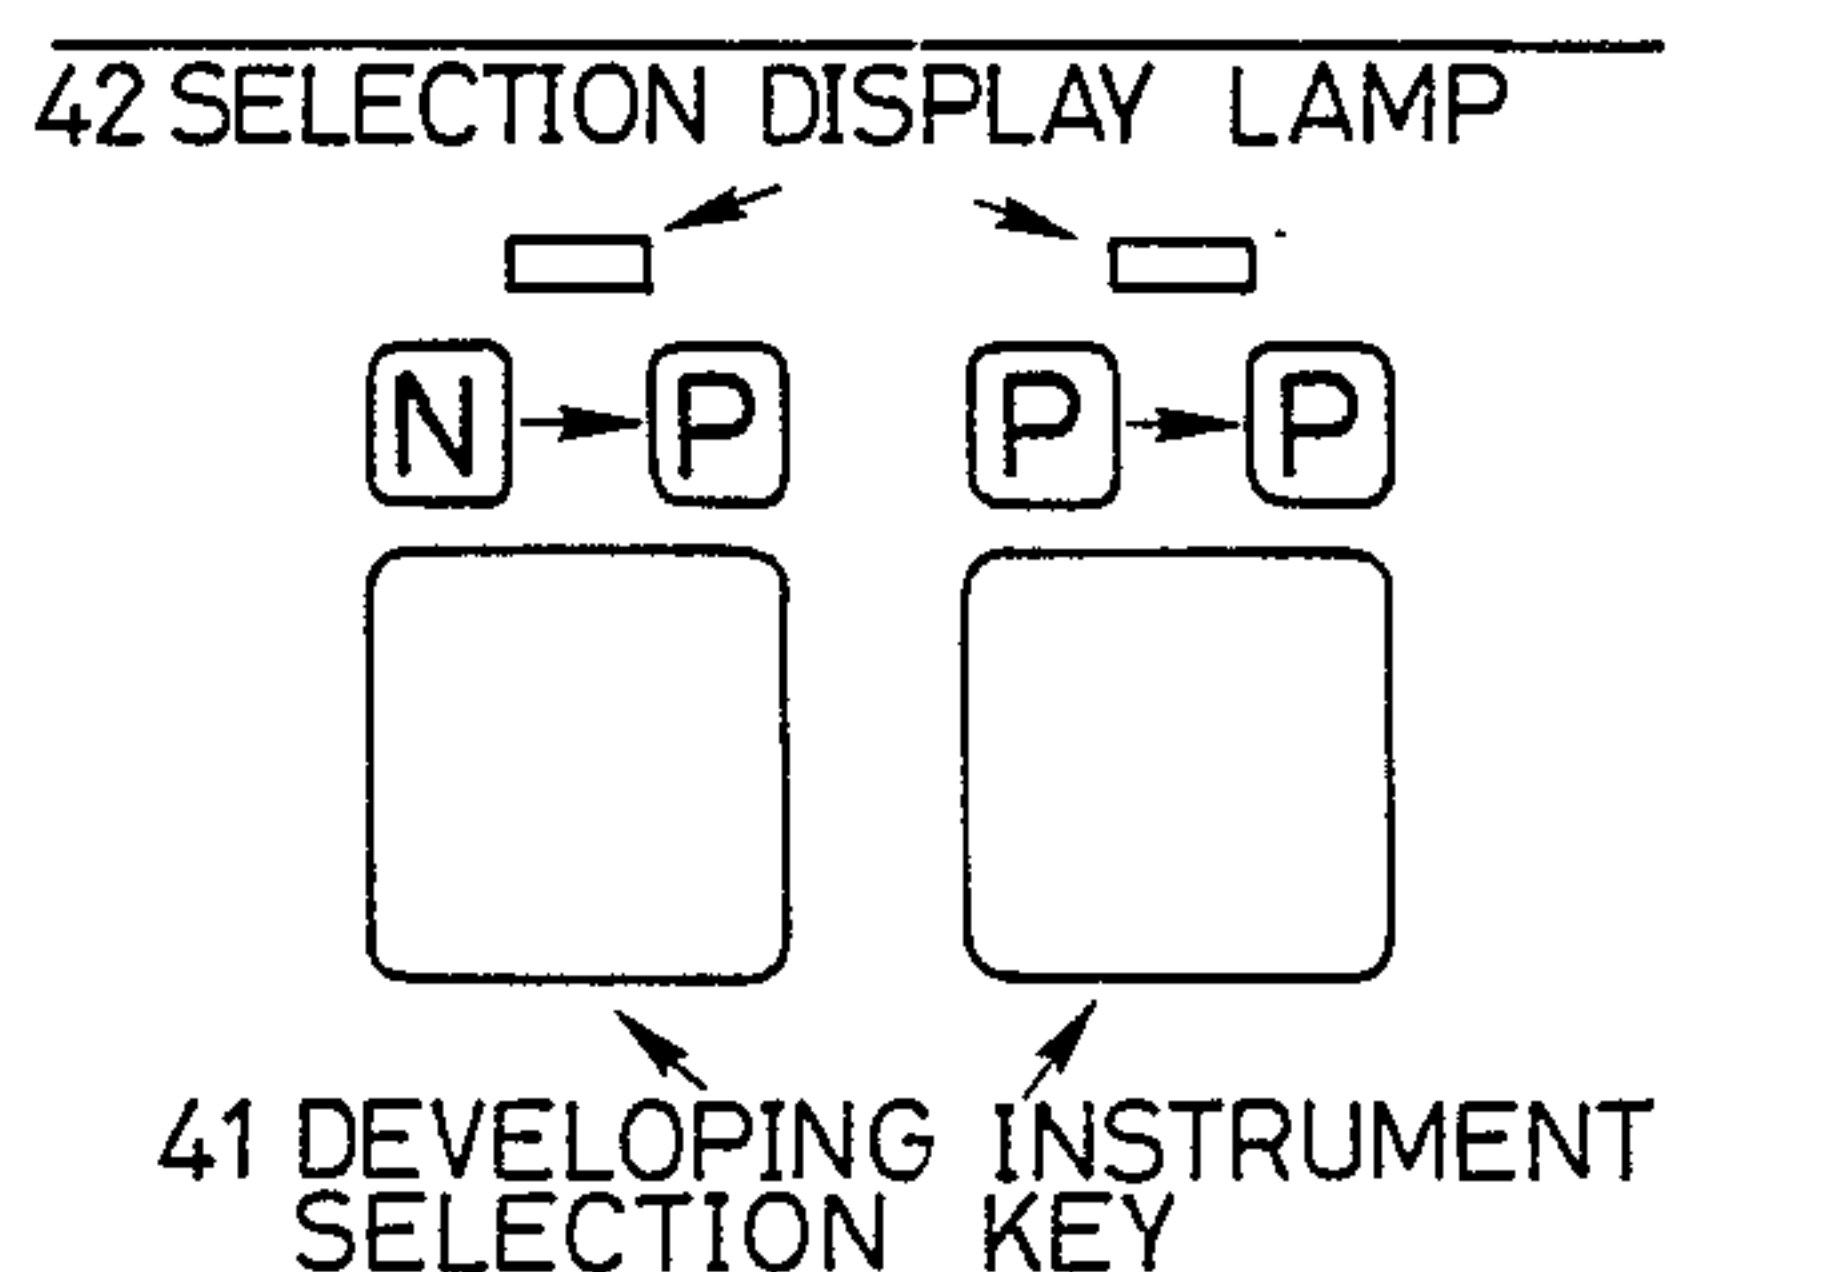 42 SELECTION DISPLAY LAMP
N → P P → P
41 DEVELOPING INSTRUMENT
SELECTION KEY